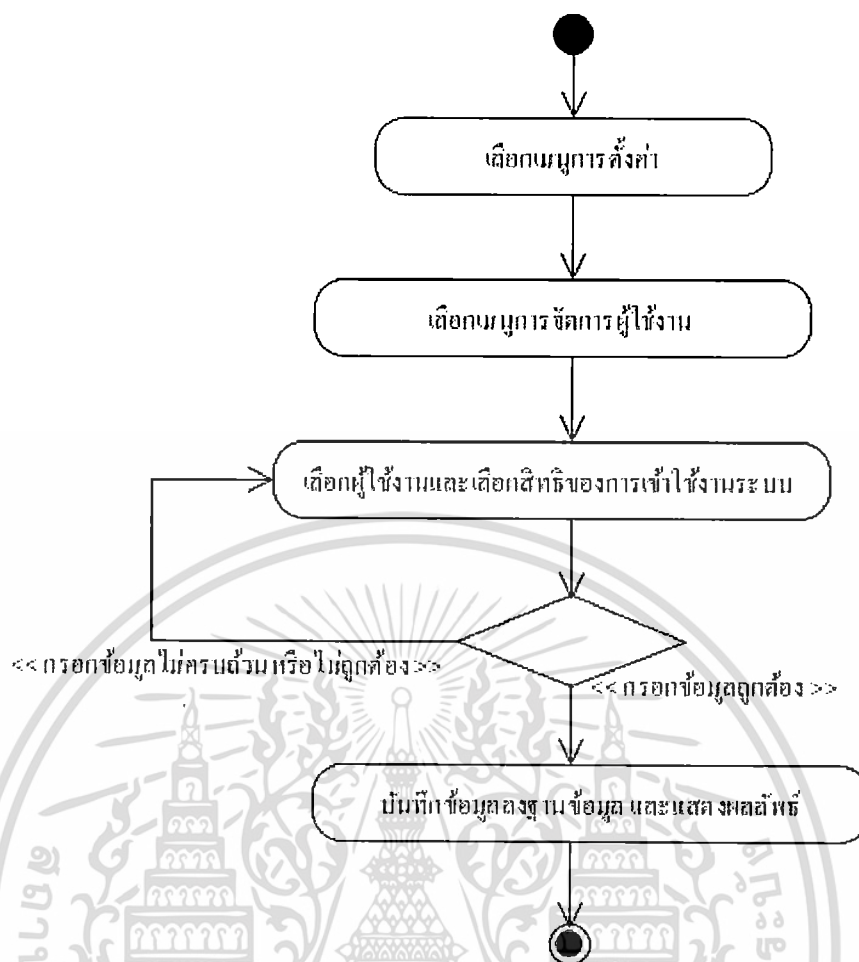 เลือกเมนูการตั้งค่า
เลือกเมนูการจัดการผู้ใช้งาน
เลือกผู้ใช้งานและเลือกสิทธิของการเข้าใช้งานระบบ
<<กรอกข้อมูลไม่ครบถ้วนหรือไม่ถูกต้อง>>
<<กรอกข้อมูลถูกต้อง>>
บันทึกข้อมูลลงฐานข้อมูล และแสดงผลลัพธ์